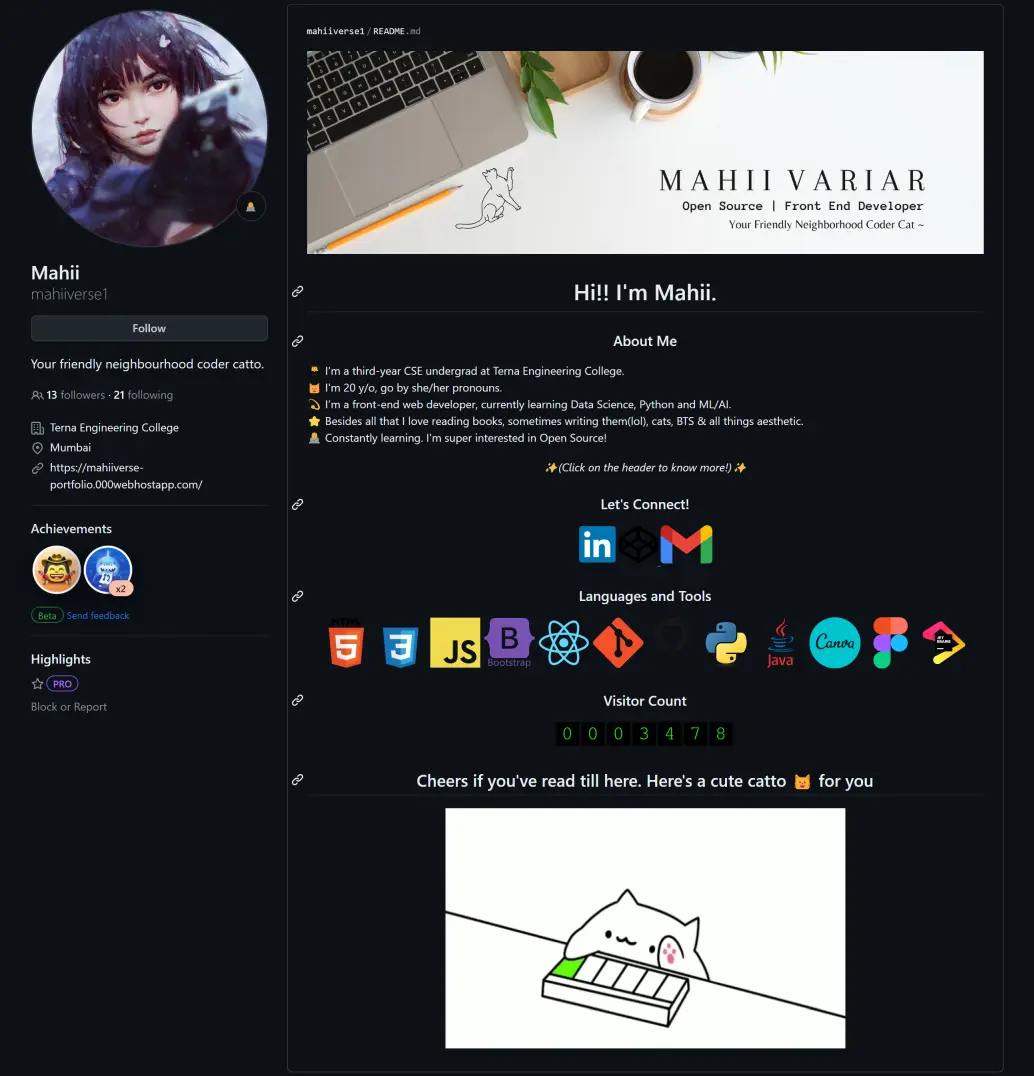 Mahii
mahiiverse1
Follow
Your friendly neighbourhood coder catto.
13 followers · 21 following
Terna Engineering College
Mumbai
https://mahiiverse-
portfolio.000webhostapp.com/
Achievements
x2
Beta Send feedback
Highlights
PRO
Block or Report
mahiiverse1/README.md
MAHII VARIAR
Open Source | Front End Developer
Your Friendly Neighborhood Coder Cat ~
Hi!! I'm Mahii.
About Me
I'm a third-year CSE undergrad at Terna Engineering College.
I'm 20 y/o, go by she/her pronouns.
I'm a front-end web developer, currently learning Data Science, Python and ML/AI.
Besides all that I love reading books, sometimes writing them(lol), cats, BTS & all things aesthetic.
Constantly learning. I'm super interested in Open Source!
✨(Click on the header to know more!)✨
Let's Connect!
in
Languages and Tools
HTML 5 3 JS B Bootstrap Java Canva JET BRAINS
Visitor Count
0 0 0 3 4 7 8
Cheers if you've read till here. Here's a cute catto 😺 for you